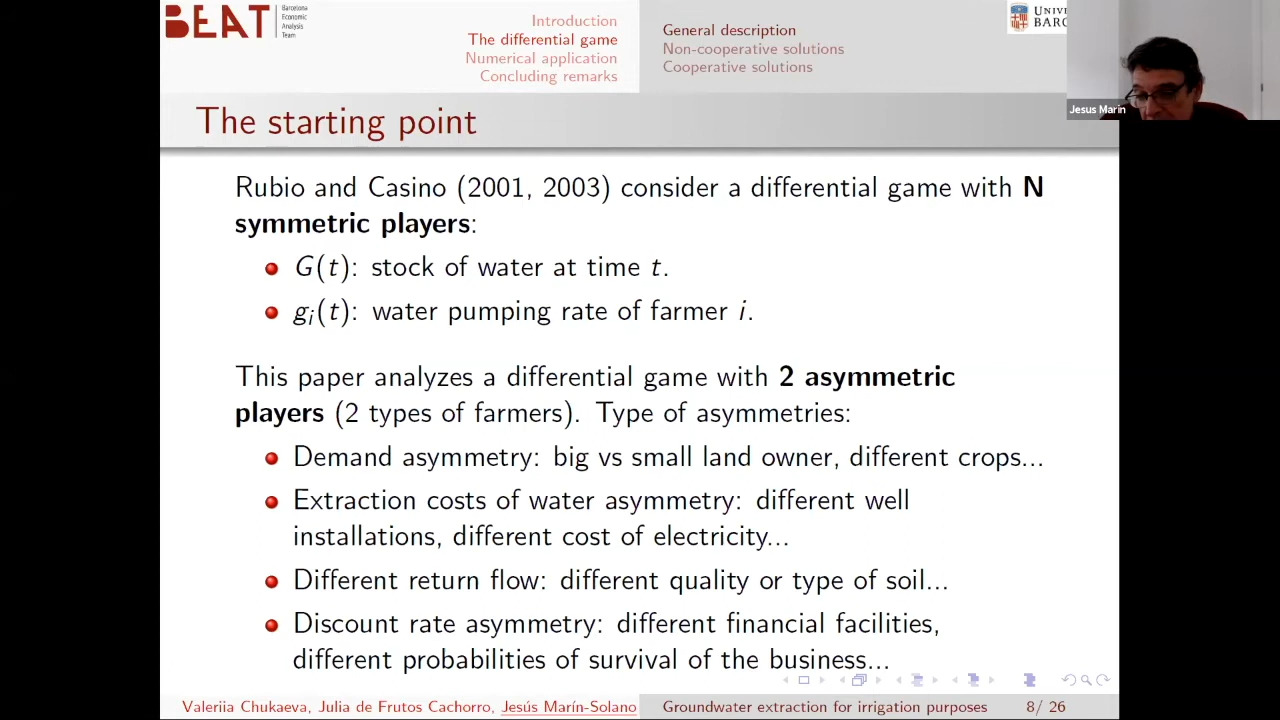 BEAT
Barcelona
Economic
Analysis
Team
Introduction
The differential game
Numerical application
Concluding remarks
General description
Non-cooperative solutions
Cooperative solutions
Jesus Marín
The starting point
Rubio and Casino (2001, 2003) consider a differential game with N
symmetric players:
G(t): stock of water at time t.
gi(t): water pumping rate of farmer i.
This paper analyzes a differential game with 2 asymmetric
players (2 types of farmers). Type of asymmetries:
Demand asymmetry: big vs small land owner, different crops...
Extraction costs of water asymmetry: different well
installations, different cost of electricity...
Different return flow: different quality or type of soil...
Discount rate asymmetry: different financial facilities,
different probabilities of survival of the business...
Valeriia Chukaeva, Julia de Frutos Cachorro, Jesús Marín-Solano
Groundwater extraction for irrigation purposes
8/ 26